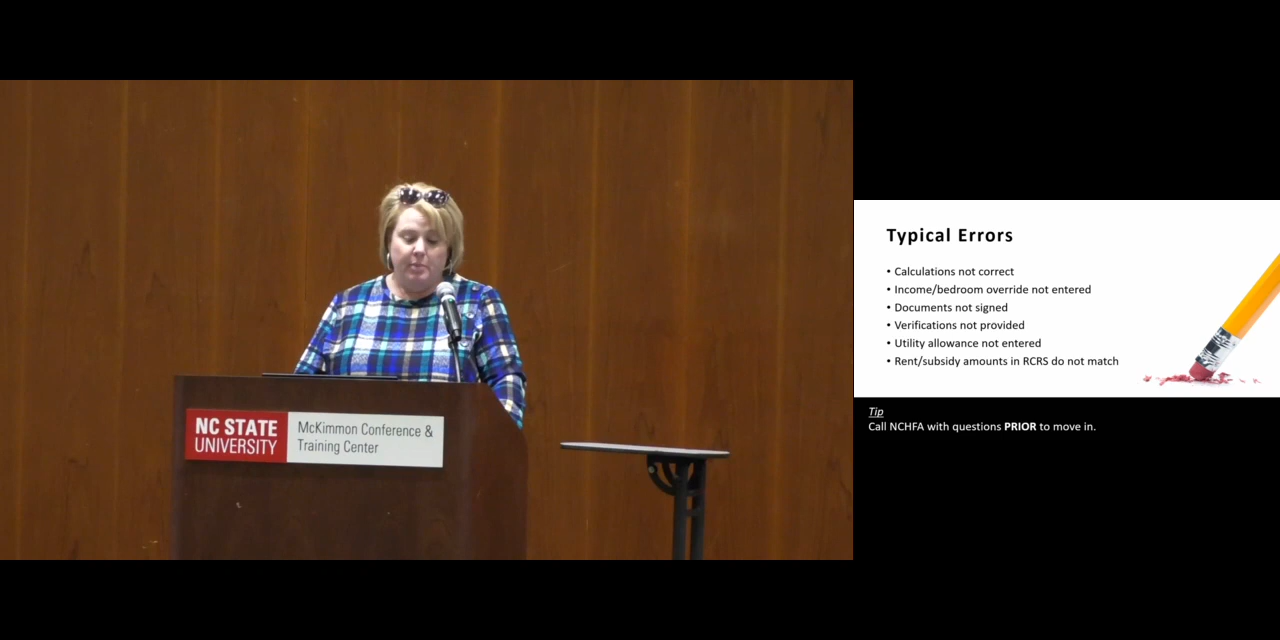 NC STATE
UNIVERSITY
McKimmon Conference &
Training Center
Typical Errors
• Calculations not correct
• Income/bedroom override not entered
• Documents not signed
• Verifications not provided
• Utility allowance not entered
• Rent/subsidy amounts in RCRS do not match
Tip
Call NCHFA with questions PRIOR to move in.